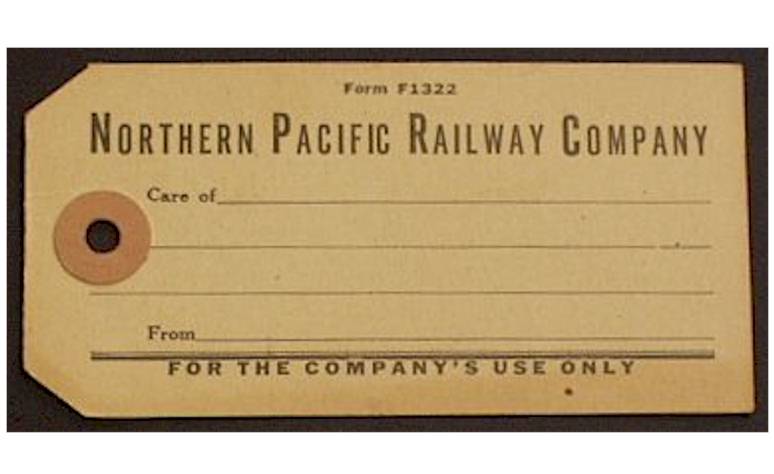 Form F1322
NORTHERN PACIFIC RAILWAY COMPANY
Care of
From
FOR THE COMPANY'S USE ONLY